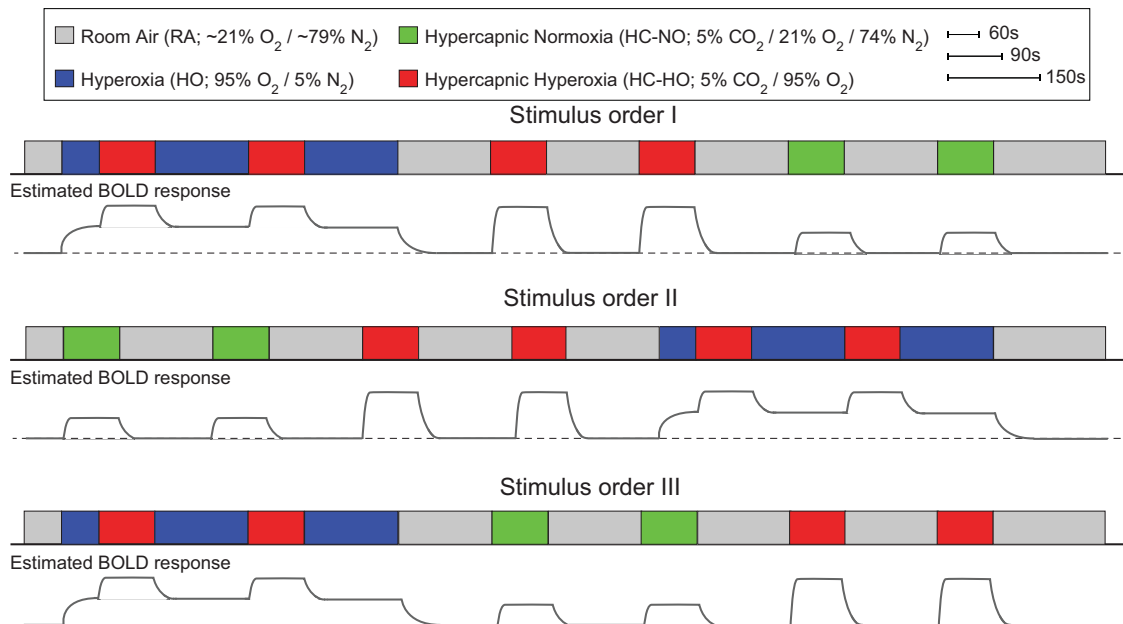 Room Air (RA; ~21% O₂ / ~79% N₂)
Hypercapnic Normoxia (HC-NO; 5% CO₂ / 21% O₂ / 74% N₂)
60s
90s
Hyperoxia (HO; 95% O₂ / 5% N₂)
Hypercapnic Hyperoxia (HC-HO; 5% CO₂ / 95% O₂)
150s
Stimulus order I
Estimated BOLD response
Stimulus order II
Estimated BOLD response
Stimulus order III
Estimated BOLD response